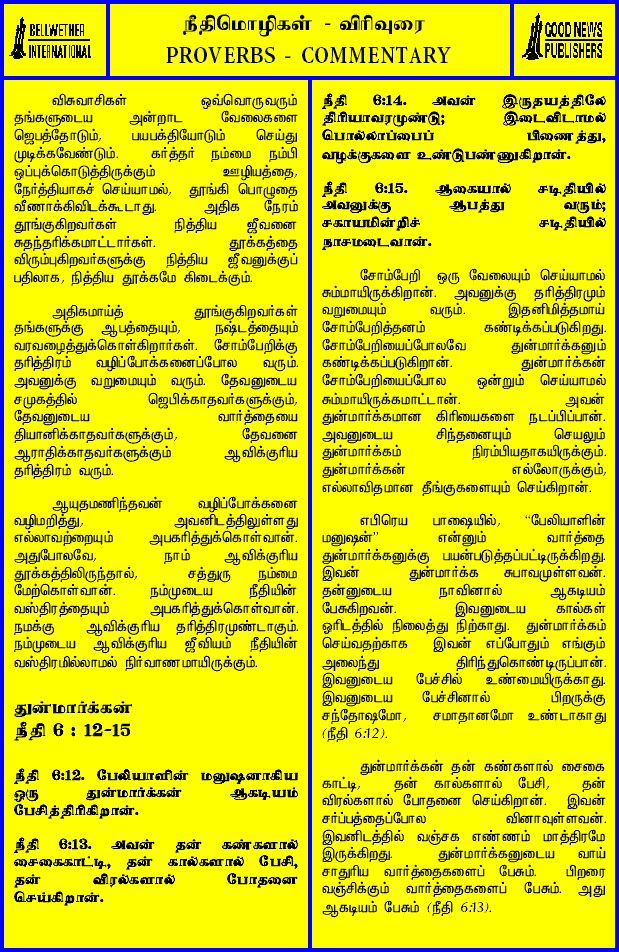 BELLWETHER
INTERNATIONAL
நீதிமொழிகள் - விரிவுரை
PROVERBS - COMMENTARY
GOOD NEWS
PUBLISHERS
விசுவாசிகள் ஒவ்வொருவரும்
தங்களுடைய அன்றாட வேலைகளை
ஜெபத்தோடும், பயபக்தியோடும் செய்து
முடிக்கவேண்டும். கர்த்தர் நம்மை நம்பி
ஒப்புக்கொடுத்திருக்கும் ஊழியத்தை,
நேர்த்தியாகச் செய்யாமல், தூங்கி பொழுதை
வீணாக்கிவிடக்கூடாது. அதிக நேரம்
தூங்குகிறவர்கள் நித்திய ஜீவனை
சுதந்தரிக்கமாட்டார்கள். தூக்கத்தை
விரும்புகிறவர்களுக்கு நித்திய ஜீவனுக்குப்
பதிலாக, நித்திய தூக்கமே கிடைக்கும்.
அதிகமாய்த் தூங்குகிறவர்கள்
தங்களுக்கு ஆபத்தையும், நஷ்டத்தையும்
வரவழைத்துக்கொள்கிறார்கள். சோம்பேறிக்கு
தரித்திரம் வழிப்போக்கனைப்போல வரும்.
அவனுக்கு வறுமையும் வரும். தேவனுடைய
சமுகத்தில் ஜெபிக்காதவர்களுக்கும்,
தேவனுடைய வார்த்தையை
தியானிக்காதவர்களுக்கும், தேவனை
ஆராதிக்காதவர்களுக்கும் ஆவிக்குரிய
தரித்திரம் வரும்.
ஆயுதமணிந்தவன் வழிப்போக்கனை
வழிமறித்து, அவனிடத்திலுள்ளது
எல்லாவற்றையும் அபகரித்துக்கொள்வான்.
அதுபோலவே, நாம் ஆவிக்குரிய
தூக்கத்திலிருந்தால், சத்துரு நம்மை
மேற்கொள்வான். நம்முடைய நீதியின்
வஸ்திரத்தையும் அபகரித்துக்கொள்வான்.
நமக்கு ஆவிக்குரிய தரித்திரமுண்டாகும்.
நம்முடைய ஆவிக்குரிய ஜீவியம் நீதியின்
வஸ்திரமில்லாமல் நிர்வாணமாயிருக்கும்.
துன்மார்க்கன்
நீதி 6 : 12-15
நீதி 6:12. பேலியாளின் மனுஷனாகிய
ஒரு துன்மார்க்கன் ஆகடியம்
பேசித்திரிகிறான்.
நீதி 6:13. அவன் தன் கண்களால்
சைகைகாட்டி, தன் கால்களால் பேசி,
தன் விரல்களால் போதனை
செய்கிறான்.
நீதி 6:14. அவன் இருதயத்திலே
திரியாவரமுண்டு; இடைவிடாமல்
பொல்லாப்பைப் பிணைத்து,
வழக்குகளை உண்டுபண்ணுகிறான்.
நீதி 6:15. ஆகையால் சடிதியில்
அவனுக்கு ஆபத்து வரும்;
சகாயமின்றிச் சடிதியில்
நாசமடைவான்.
சோம்பேறி ஒரு வேலையும் செய்யாமல்
சும்மாயிருக்கிறான். அவனுக்கு தரித்திரமும்
வறுமையும் வரும். இதனிமித்தமாய்
சோம்பேறித்தனம் கண்டிக்கப்படுகிறது.
சோம்பேறியைப்போலவே துன்மார்க்கனும்
கண்டிக்கப்படுகிறான். துன்மார்க்கன்
சோம்பேறியைப்போல ஒன்றும் செய்யாமல்
சும்மாயிருக்கமாட்டான். அவன்
துன்மார்க்கமான கிரியைகளை நடப்பிப்பான்.
அவனுடைய சிந்தனையும் செயலும்
துன்மார்க்கம் நிரம்பியதாகயிருக்கும்.
துன்மார்க்கன் எல்லோருக்கும்,
எல்லாவிதமான தீங்குகளையும் செய்கிறான்.
எபிரெய பாஷையில், “பேலியாளின்
மனுஷன்” என்னும் வார்த்தை
துன்மார்க்கனுக்கு பயன்படுத்தப்பட்டிருக்கிறது.
இவன் துன்மார்க்க சுபாவமுள்ளவன்.
தன்னுடைய நாவினால் ஆகடியம்
பேசுகிறவன். இவனுடைய கால்கள்
ஓரிடத்தில் நிலைத்து நிற்காது. துன்மார்க்கம்
செய்வதற்காக இவன் எப்போதும் எங்கும்
அலைந்து திரிந்துகொண்டிருப்பான்.
இவனுடைய பேச்சில் உண்மையிருக்காது.
இவனுடைய பேச்சினால் பிறருக்கு
சந்தோஷமோ, சமாதானமோ உண்டாகாது
(நீதி 6:12).
துன்மார்க்கன் தன் கண்களால் சைகை
காட்டி, தன் கால்களால் பேசி, தன்
விரல்களால் போதனை செய்கிறான். இவன்
சர்ப்பத்தைப்போல வினாவுள்ளவன்.
இவனிடத்தில் வஞ்சக எண்ணம் மாத்திரமே
இருக்கிறது. துன்மார்க்கனுடைய வாய்
சாதுரிய வார்த்தைகளைப் பேசும். பிறரை
வஞ்சிக்கும் வார்த்தைகளைப் பேசும். அது
ஆகடியம் பேசும் (நீதி 6:13).